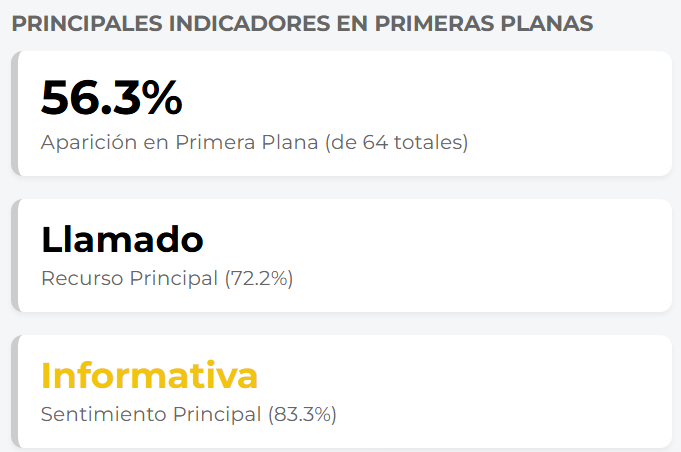 PRINCIPALES INDICADORES EN PRIMERAS PLANAS
56.3%
Aparición en Primera Plana (de 64 totales)
Llamado
Recurso Principal (72.2%)
Informativa
Sentimiento Principal (83.3%)